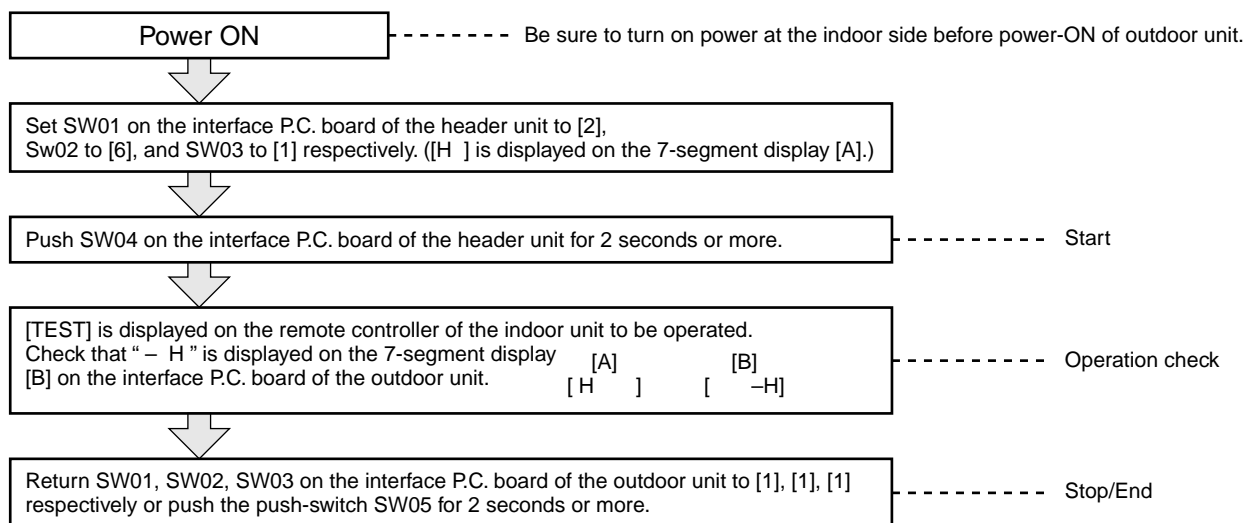 Power ON
Be sure to turn on power at the indoor side before power-ON of outdoor unit.
Set SW01 on the interface P.C. board of the header unit to [2],
Sw02 to [6], and SW03 to [1] respectively. ([H  ] is displayed on the 7-segment display [A].)
Push SW04 on the interface P.C. board of the header unit for 2 seconds or more.
Start
[TEST] is displayed on the remote controller of the indoor unit to be operated.
Check that “ –  H ” is displayed on the 7-segment display
[B] on the interface P.C. board of the outdoor unit.
[A] [B]
[ H      ] [      –H]
Operation check
Return SW01, SW02, SW03 on the interface P.C. board of the outdoor unit to [1], [1], [1]
respectively or push the push-switch SW05 for 2 seconds or more.
Stop/End